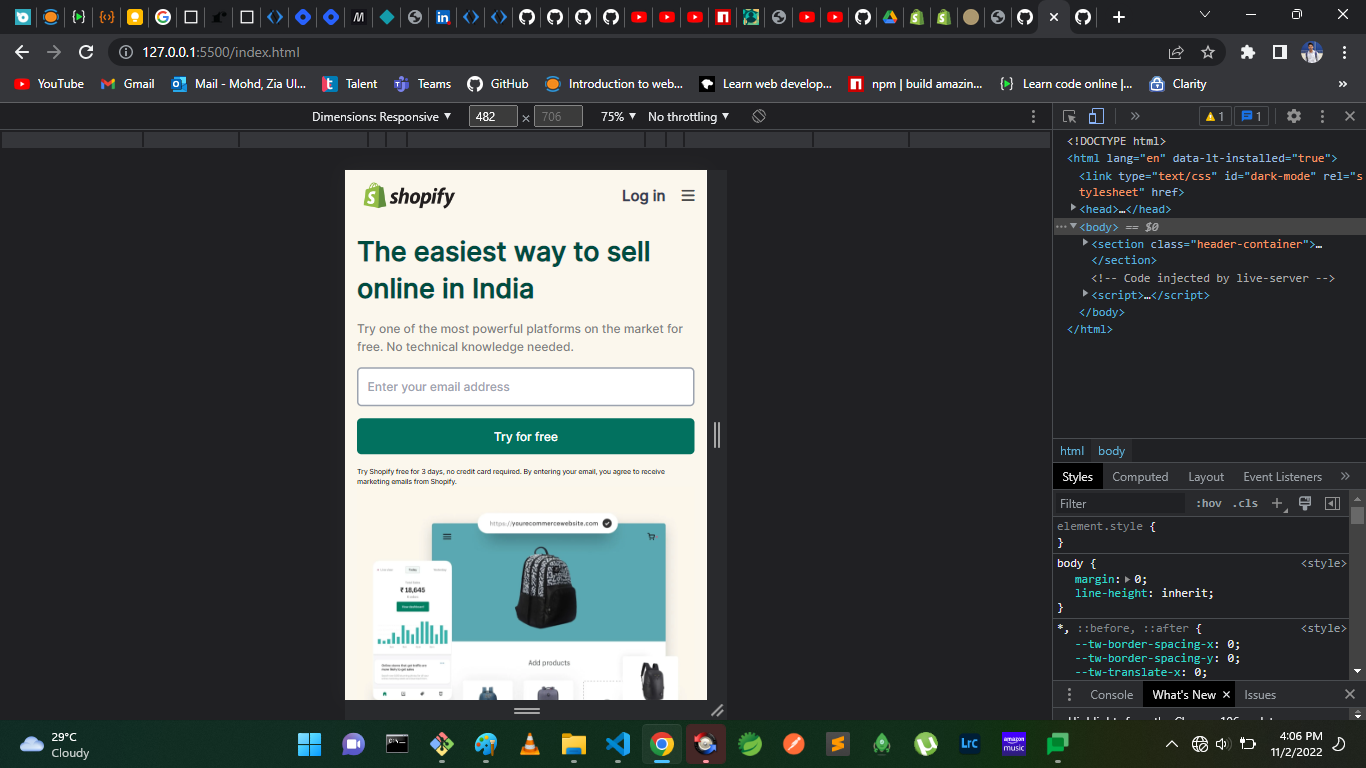 127.0.0.1:5500/index.html
YouTube
Gmail
Mail - Mohd, Zia Ul...
Talent
Teams
GitHub
Introduction to web...
Learn web develop...
npm | build amazin...
Learn code online |...
Clarity
»
Dimensions: Responsive
482
×
706
75%
No throttling
»
1
1
shopify
Log in
The easiest way to sell
online in India
Try one of the most powerful platforms on the market for
free. No technical knowledge needed.
Enter your email address
Try for free
Try Shopify free for 3 days, no credit card required. By entering your email, you agree to receive
marketing emails from Shopify.
https://yourecommercewebsite.com
Today
₹ 18,645
Add products
<!DOCTYPE html>
<html lang="en" data-lt-installed="true">
<link type="text/css" id="dark-mode" rel="s
tylesheet" href>
<head>…</head>
<body> == $0
<section class="header-container">…
</section>
<!-- Code injected by live-server -->
<script>…</script>
</body>
</html>
html
body
Styles
Computed
Layout
Event Listeners
»
Filter
:hov
.cls
element.style {
}
body {
<style>
margin: 0;
line-height: inherit;
}
*, ::before, ::after {
<style>
--tw-border-spacing-x: 0;
--tw-border-spacing-y: 0;
--tw-translate-x: 0;
Console
What's New
Issues
29°C
Cloudy
LrC
amazon
music
4:06 PM
11/2/2022